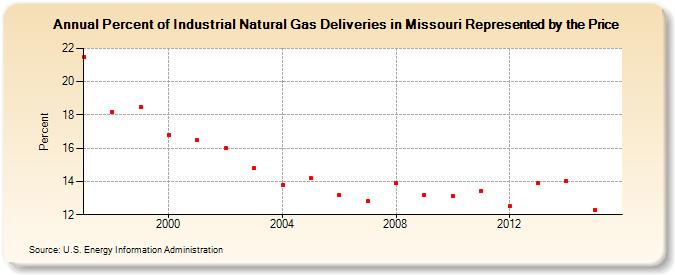 Annual Percent of Industrial Natural Gas Deliveries in Missouri Represented by the Price
Percent
22
20
18
16
14
12
2000 2004 2008 2012
Source: U.S. Energy Information Administration